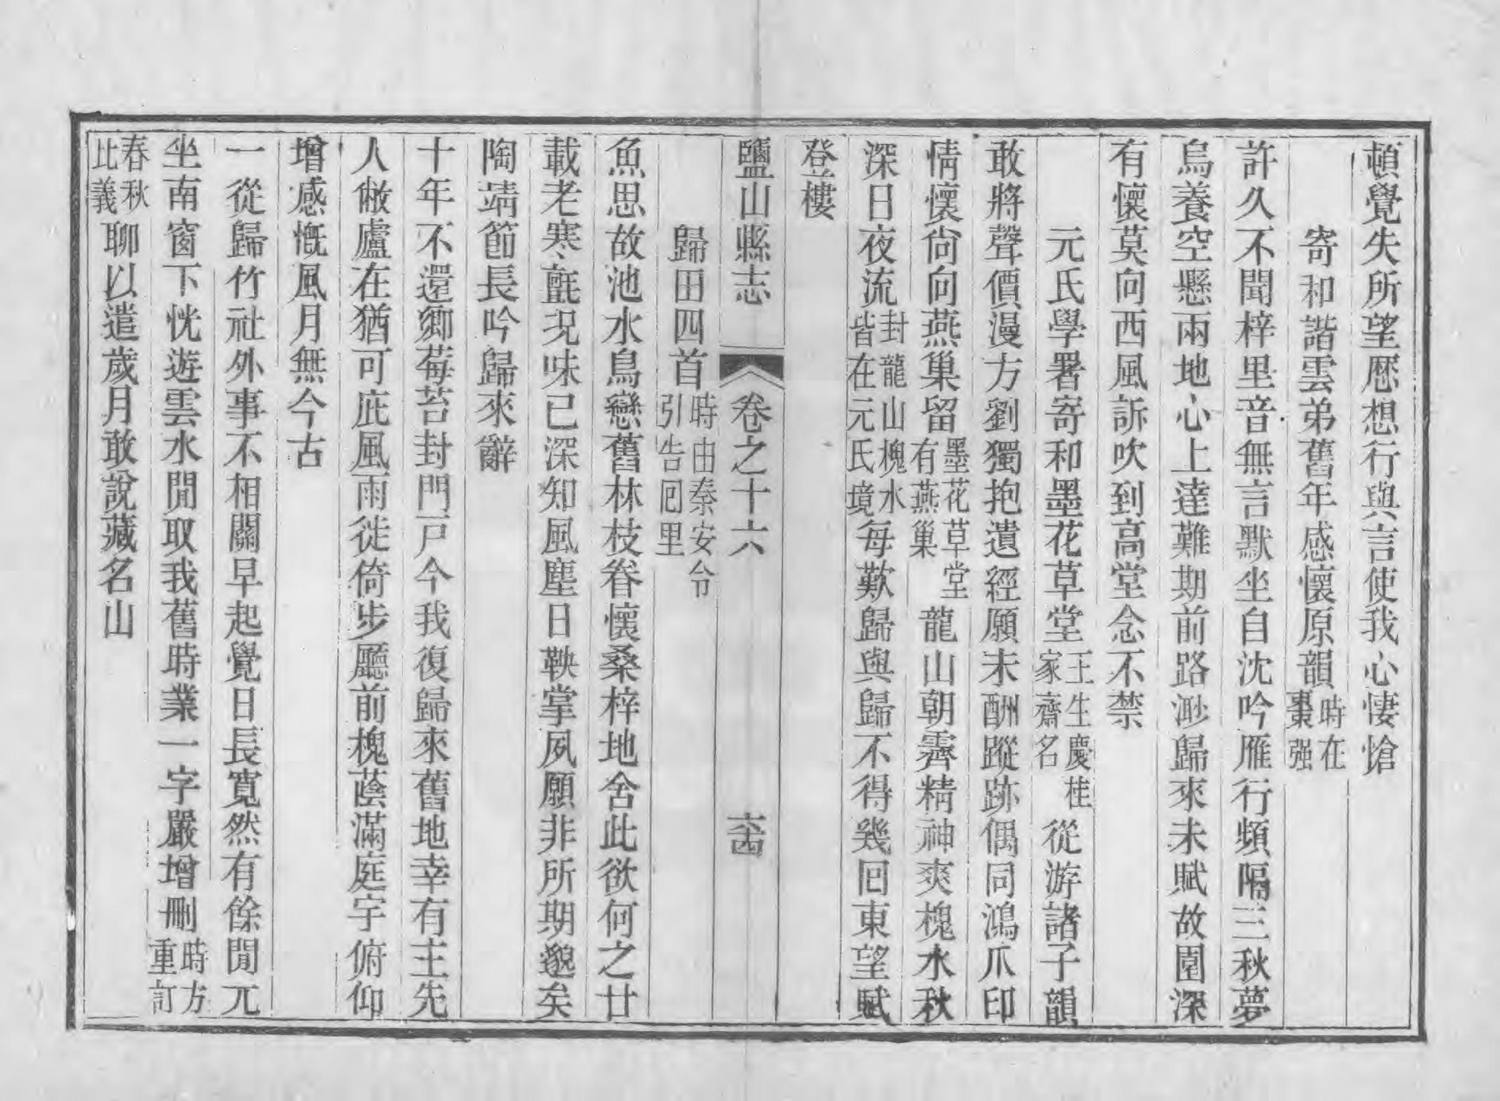 頓覺失所望懕想行與言使我心悽愴
寄和諧雲弟舊年感懷原韻時在棗强
許久不聞梓里音無言默坐自沈吟雁行頻隔三秋夢
烏養空懸兩地心上達難期前路渺歸來未賦故園深
有懷莫向西風訴吹到高堂念不禁
元氏學署寄和墨花草堂王生慶桂家齋名從游諸子韻
敢將聲價漫方劉獨抱遺經願未酬蹤跡偶同鴻爪印
情懷尙向燕巢留墨花草堂有燕巢龍山朝霽精神爽槐水秋
深日夜流封龍山槐水皆在元氏境每歎歸與歸不得幾囘東望賦
登樓
鹽山縣志 卷之十六 六十四
歸田四首時由秦安令引告囘里
魚思故池水鳥戀舊林枝眷懷桑梓地舍此欲何之廿
載老寒氈況味已深知風塵日鞅掌夙願非所期邈矣
陶靖節長吟歸來辭
十年不還鄉莓苔封門戸今我復歸來舊地幸有主先
人敝廬在猶可庇風雨徙倚步廳前槐蔭滿庭宇俯仰
增感慨風月無今古
一從歸竹社外事不相關早起覺日長寬然有餘閒兀
坐南窗下恍遊雲水閒取我舊時業一字嚴增刪時方重訂
春秋比義聊以遣歲月敢說藏名山